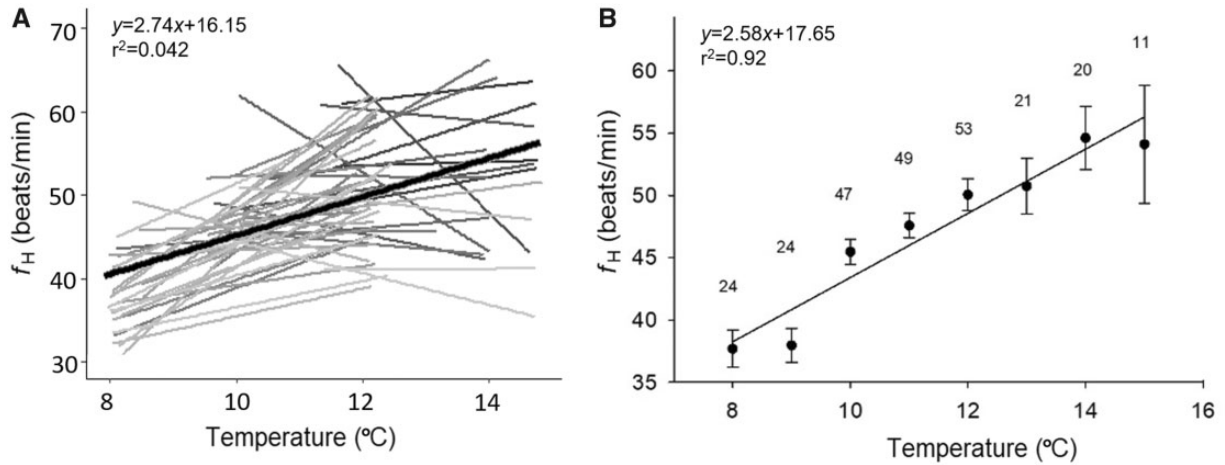 A
y=2.74x+16.15
r²=0.042
70
60
50
40
30
fH (beats/min)
8
10
12
14
Temperature (ºC)
B
y=2.58x+17.65
r²=0.92
60
55
50
45
40
35
fH (beats/min)
24
24
47
49
53
21
20
11
8
10
12
14
16
Temperature (ºC)